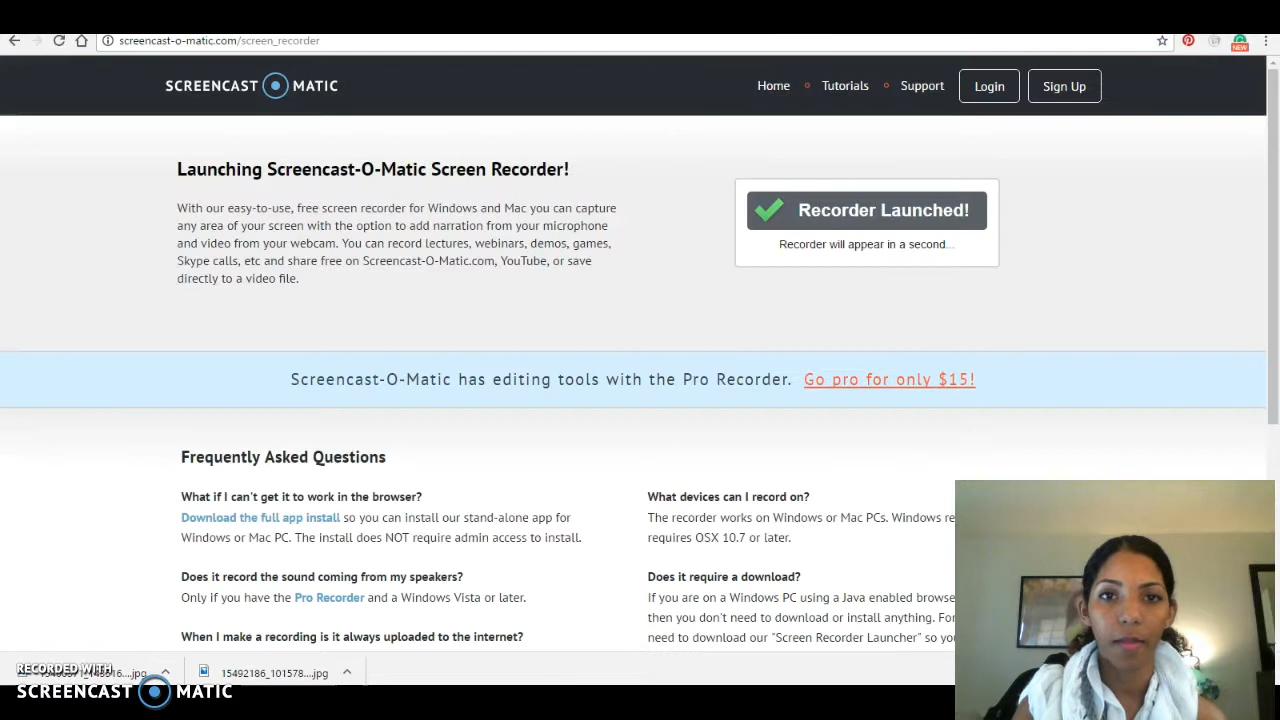 screencast-o-matic.com/screen_recorder
NEW
SCREENCAST MATIC
Home
Tutorials
Support
Login
Sign Up
Launching Screencast-O-Matic Screen Recorder!
With our easy-to-use, free screen recorder for Windows and Mac you can capture
any area of your screen with the option to add narration from your microphone
and video from your webcam. You can record lectures, webinars, demos, games,
Skype calls, etc and share free on Screencast-O-Matic.com, YouTube, or save
directly to a video file.
Recorder Launched!
Recorder will appear in a second...
Screencast-O-Matic has editing tools with the Pro Recorder. Go pro for only $15!
Frequently Asked Questions
What if I can't get it to work in the browser?
Download the full app install so you can install our stand-alone app for
Windows or Mac PC. The install does NOT require admin access to install.
Does it record the sound coming from my speakers?
Only if you have the Pro Recorder and a Windows Vista or later.
When I make a recording is it always uploaded to the internet?
What devices can I record on?
The recorder works on Windows or Mac PCs. Windows re
requires OSX 10.7 or later.
Does it require a download?
If you are on a Windows PC using a Java enabled browse
then you don't need to download or install anything. For
need to download our "Screen Recorder Launcher" so yo
15492186_101578....jpg
RECORDED WITH
SCREENCAST MATIC